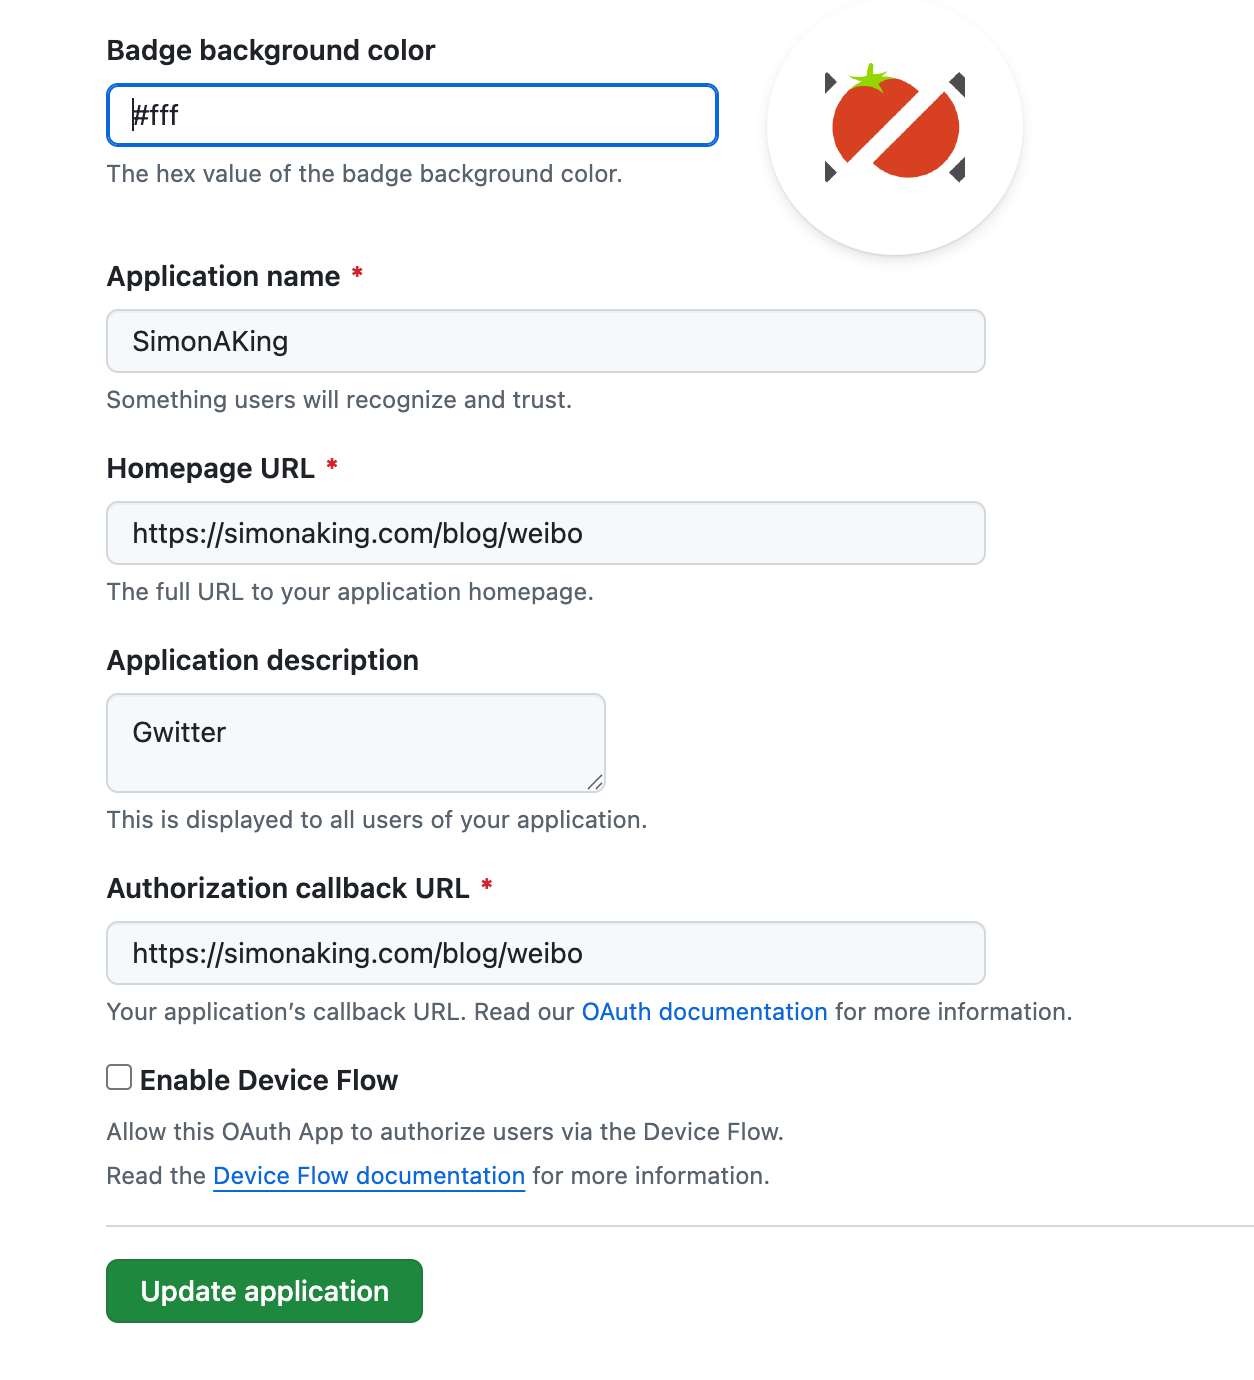 Badge background color
#fff
The hex value of the badge background color.
Application name *
SimonAKing
Something users will recognize and trust.
Homepage URL *
https://simonaking.com/blog/weibo
The full URL to your application homepage.
Application description
Gwitter
This is displayed to all users of your application.
Authorization callback URL *
https://simonaking.com/blog/weibo
Your application’s callback URL. Read our OAuth documentation for more information.
Enable Device Flow
Allow this OAuth App to authorize users via the Device Flow.
Read the Device Flow documentation for more information.
Update application